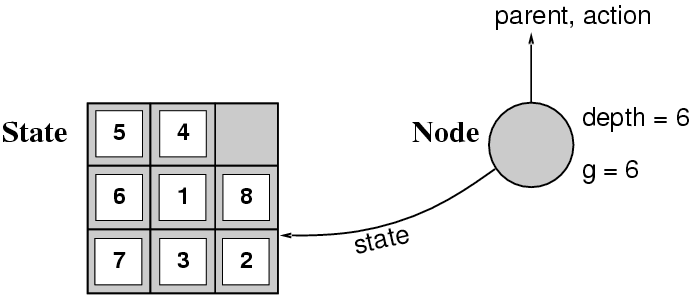 parent, action
State
5 4
Node
depth = 6
g = 6
6 1 8
7 3 2
state